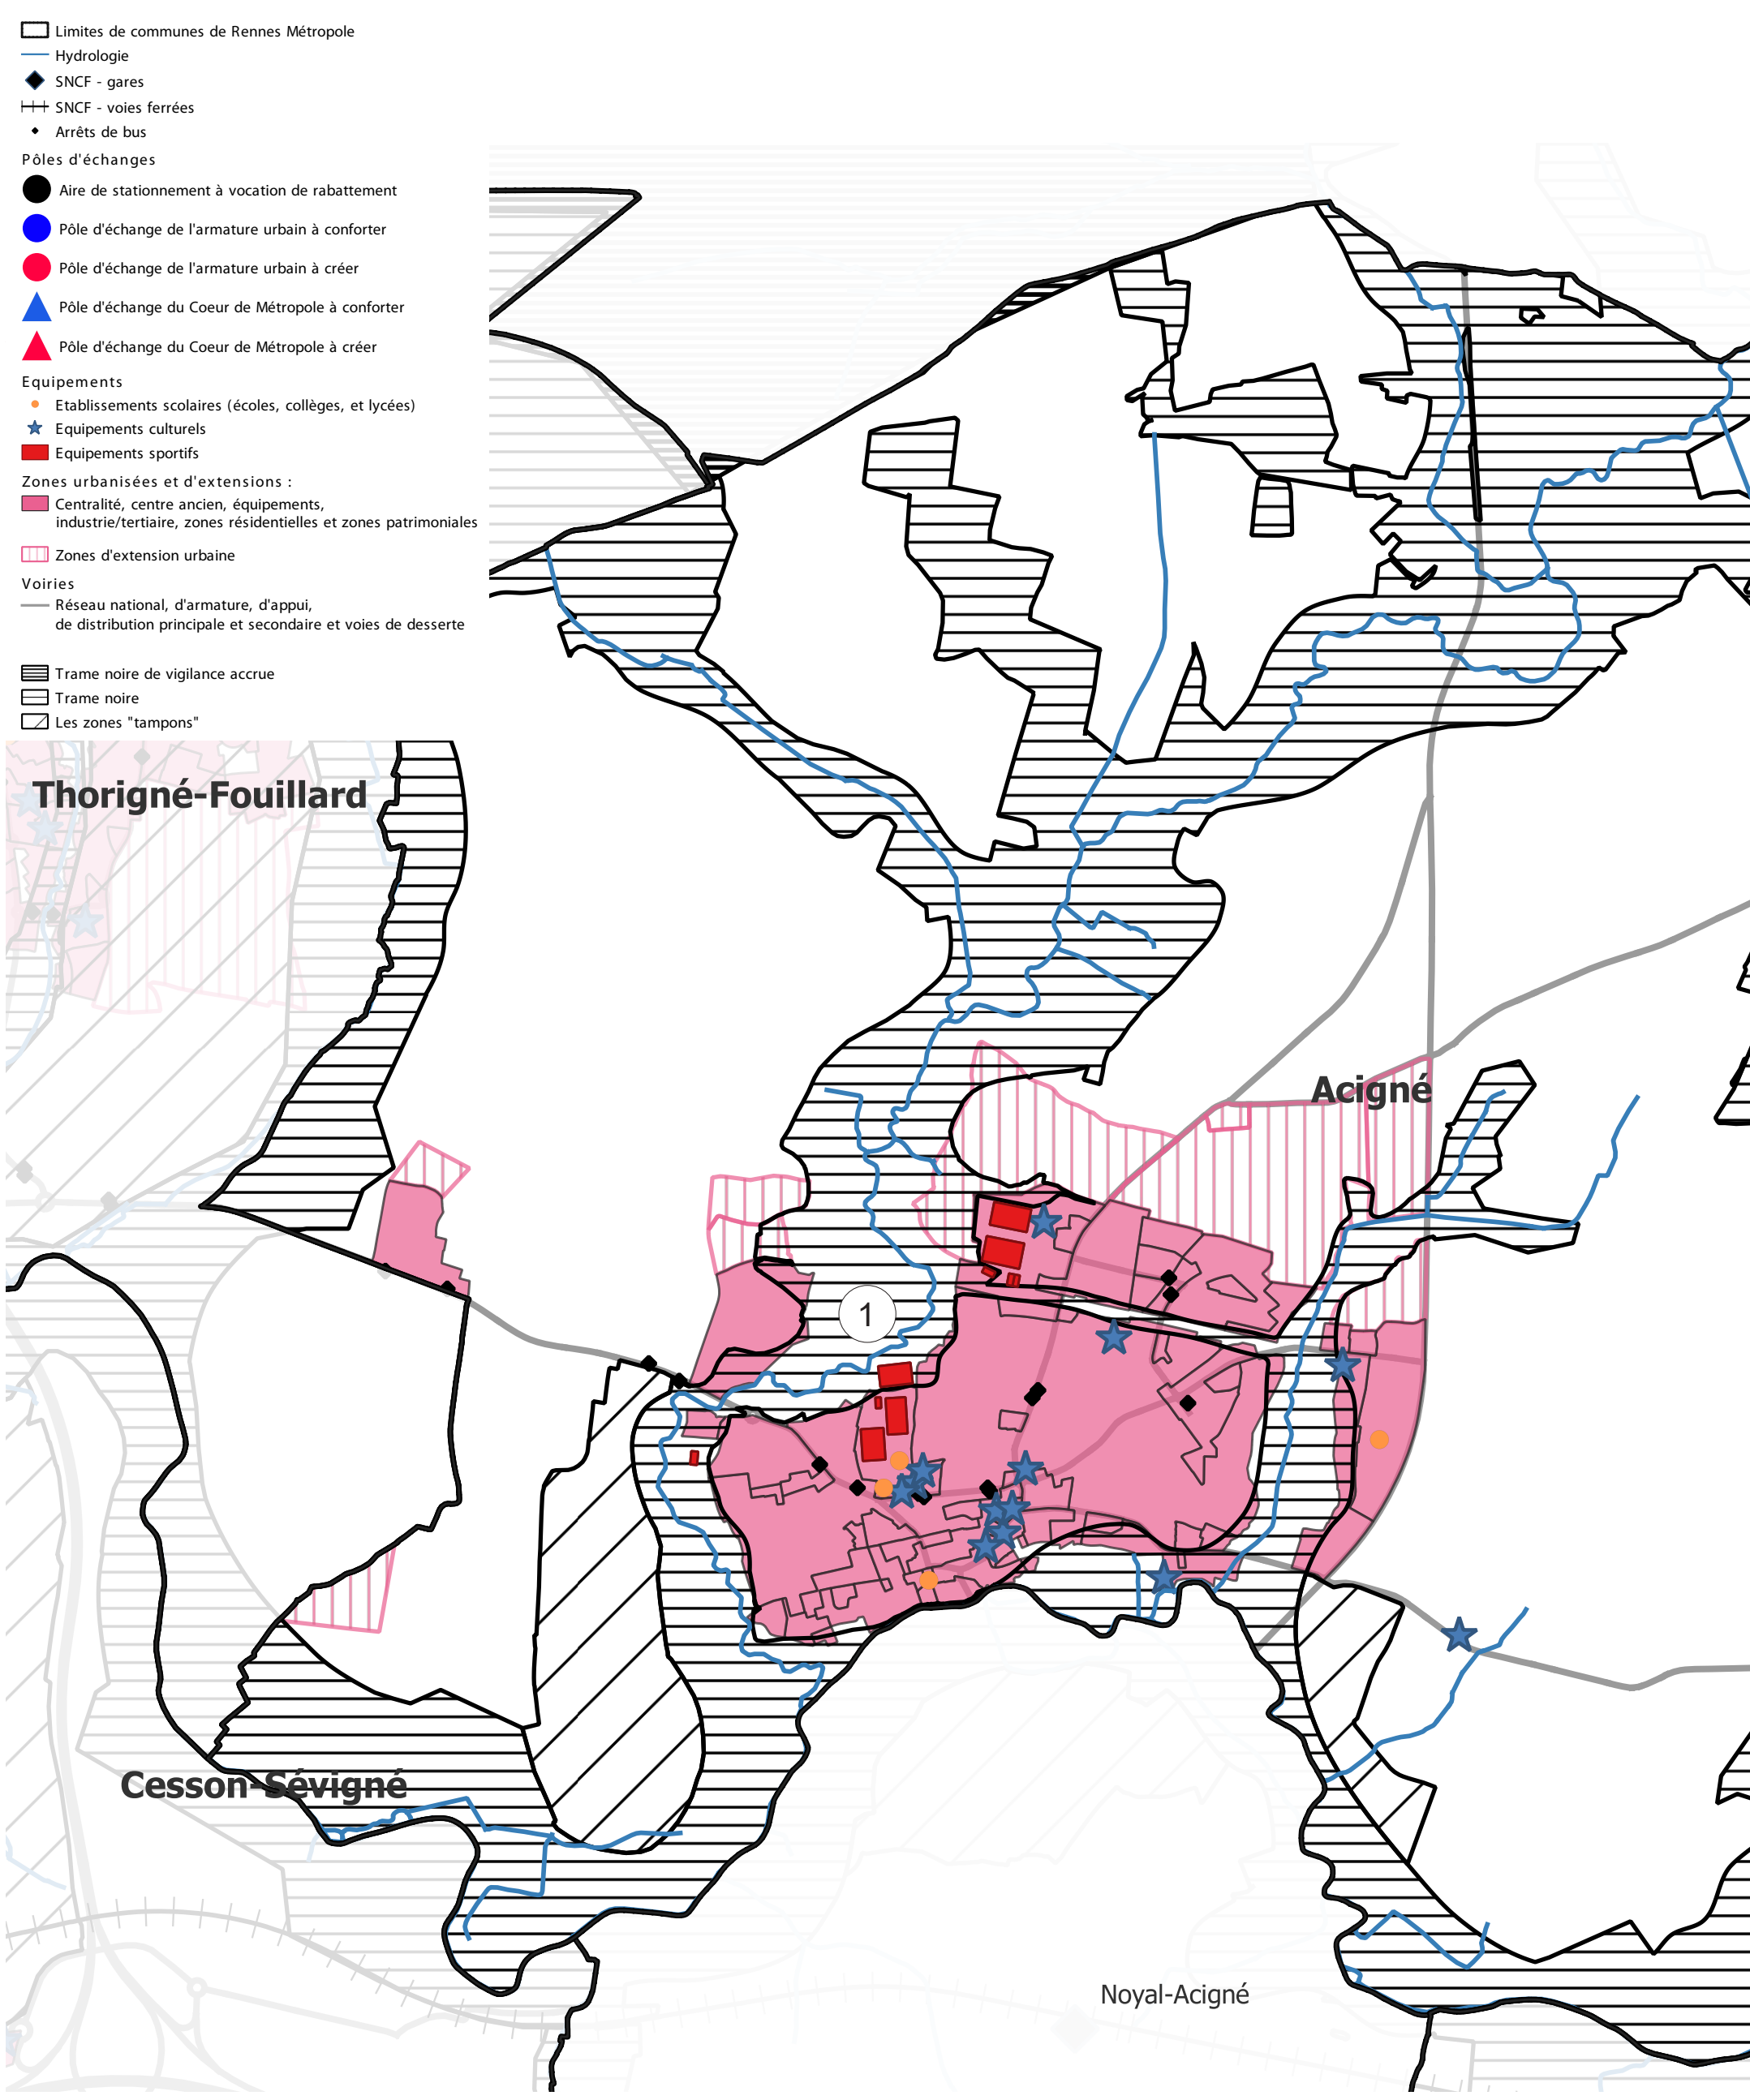 Limites de communes de Rennes Métropole
Hydrologie
SNCF - gares
SNCF - voies ferrées
Arrêts de bus
Pôles d'échanges
Aire de stationnement à vocation de rabattement
Pôle d'échange de l'armature urbain à conforter
Pôle d'échange de l'armature urbain à créer
Pôle d'échange du Coeur de Métropole à conforter
Pôle d'échange du Coeur de Métropole à créer
Equipements
Etablissements scolaires (écoles, collèges, et lycées)
Equipements culturels
Equipements sportifs
Zones urbanisées et d'extensions :
Centralité, centre ancien, équipements,
industrie/tertiaire, zones résidentielles et zones patrimoniales
Zones d'extension urbaine
Voiries
Réseau national, d'armature, d'appui,
de distribution principale et secondaire et voies de desserte
Trame noire de vigilance accrue
Trame noire
Les zones "tampons"
Thorigné-Fouillard
Acigné
1
Cesson-Sévigné
Noyal-Acigné